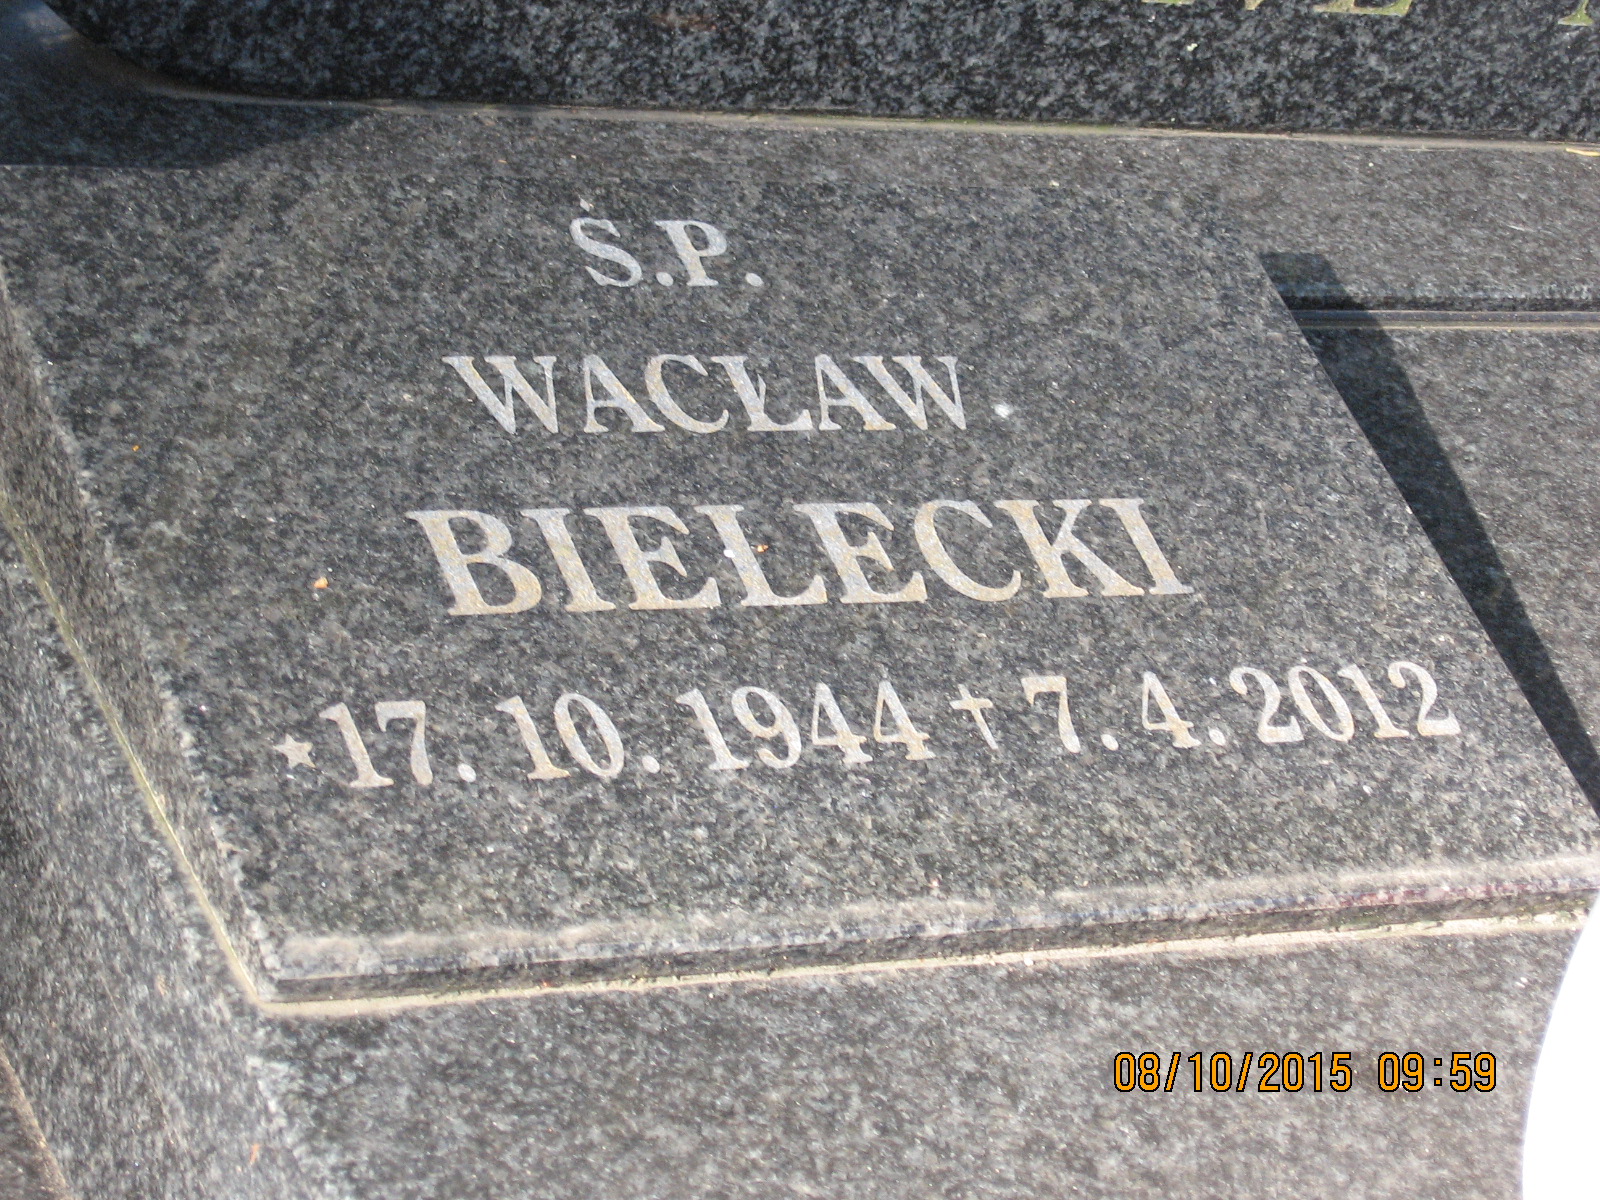 Ś.P.
WACŁAW
BIELECKI
★17.10.1944 †7.4.2012
08/10/2015 09:59